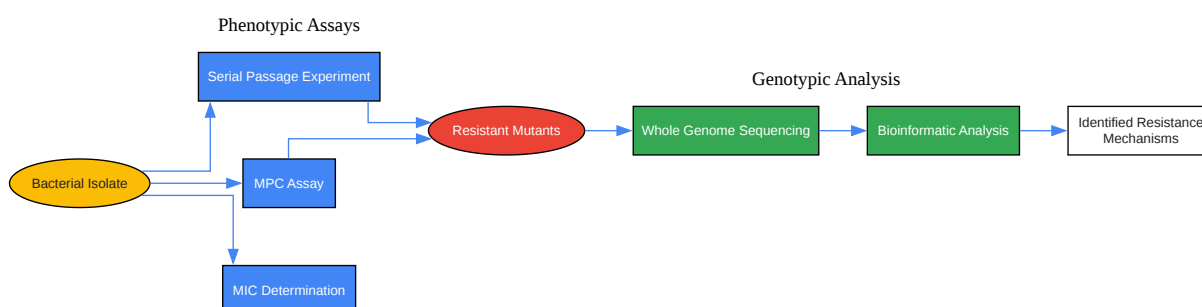 Phenotypic Assays
Serial Passage Experiment
Genotypic Analysis
Resistant Mutants
Whole Genome Sequencing
Bioinformatic Analysis
Identified Resistance
Mechanisms
Bacterial Isolate
MPC Assay
MIC Determination